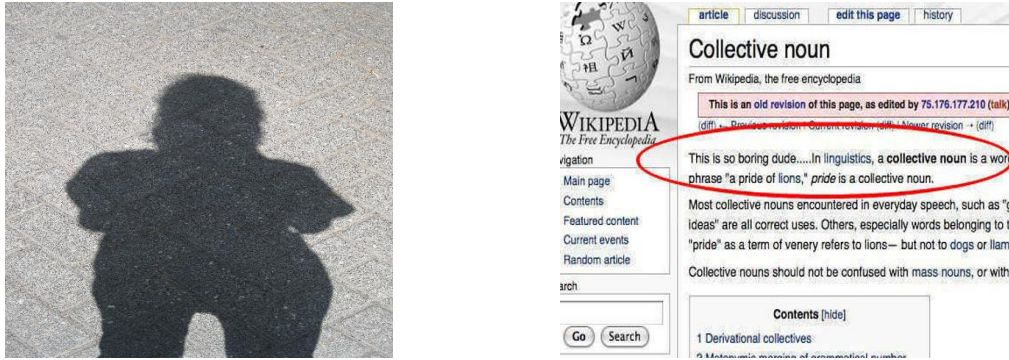 article discussion edit this page history
Collective noun
From Wikipedia, the free encyclopedia
This is an old revision of this page, as edited by 75.176.177.210 (talk)
(diff) ← Previous revision | Current revision (diff) | Newer revision → (diff)
WIKIPEDIA
The Free Encyclopedia
This is so boring dude.....In linguistics, a collective noun is a wor
phrase "a pride of lions," pride is a collective noun.
Most collective nouns encountered in everyday speech, such as "g
ideas" are all correct uses. Others, especially words belonging to t
"pride" as a term of venery refers to lions— but not to dogs or llam
Collective nouns should not be confused with mass nouns, or with
vigation
Main page
Contents
Featured content
Current events
Random article
arch
Go Search
Contents [hide]
1 Derivational collectives
2 Metonymic merging of grammatical number